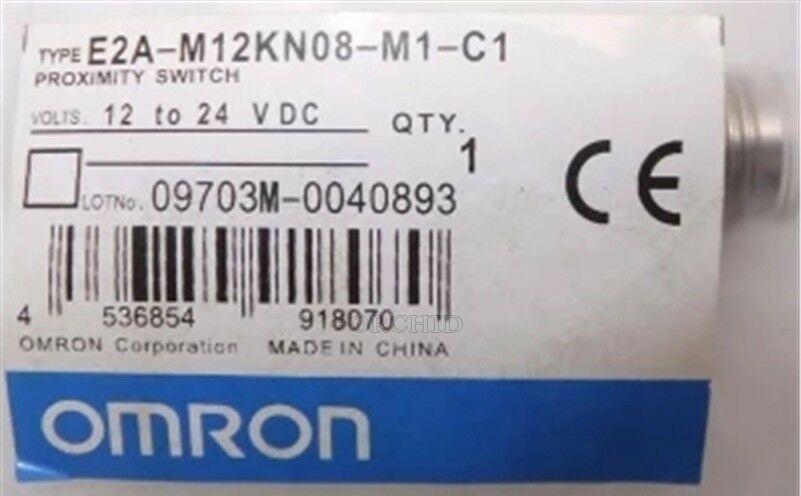 TYPE E2A-M12KN08-M1-C1
PROXIMITY SWITCH
VOLTS. 12 to 24 VDC
QTY. 1
LOTNo. 09703M-0040893
CE
4 536854 918070
ORCHID
OMRON Corporation MADE IN CHINA
OMRON